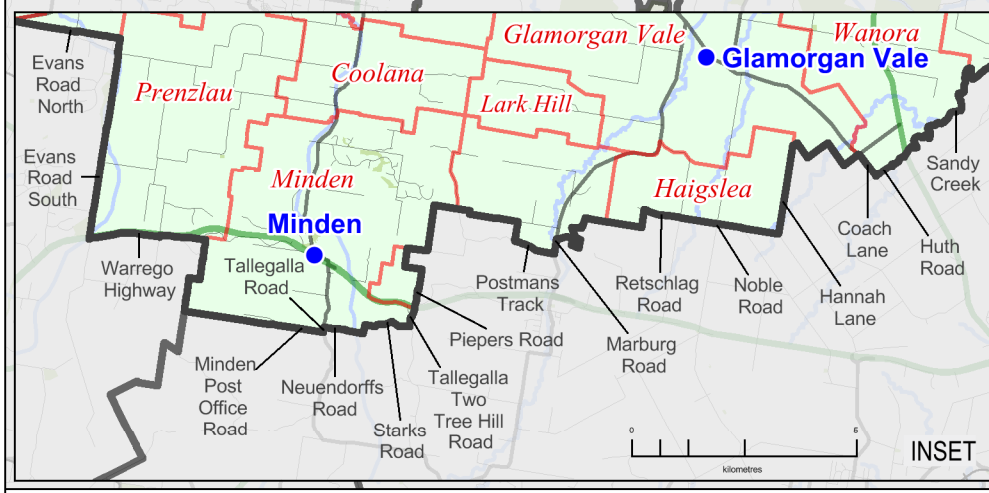 Glamorgan Vale
Wanora
Glamorgan Vale
Evans
Road
North
Prenzlau
Coolana
Lark Hill
Evans
Road
South
Minden
Haigslea
Sandy
Creek
Minden
Coach
Lane
Huth
Road
Warrego
Highway
Tallegalla
Road
Postmans
Track
Retschlag
Road
Noble
Road
Hannah
Lane
Piepers Road
Marburg
Road
Minden
Post
Office
Road
Neuendorffs
Road
Starks
Road
Tallegalla
Two
Tree Hill
Road
0 5
kilometres
INSET